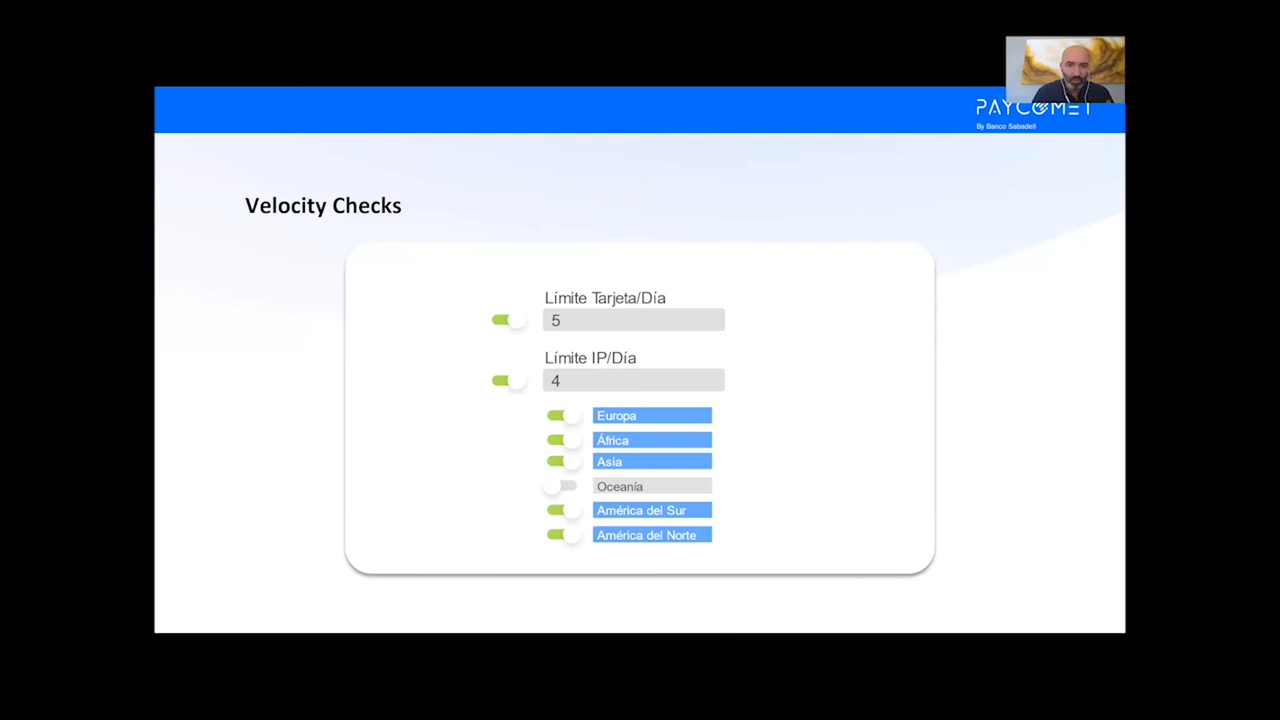 PAYCOMET
By Banco Sabadell
Velocity Checks
Límite Tarjeta/Día
5
Límite IP/Día
4
Europa
África
Asia
Oceanía
América del Sur
América del Norte